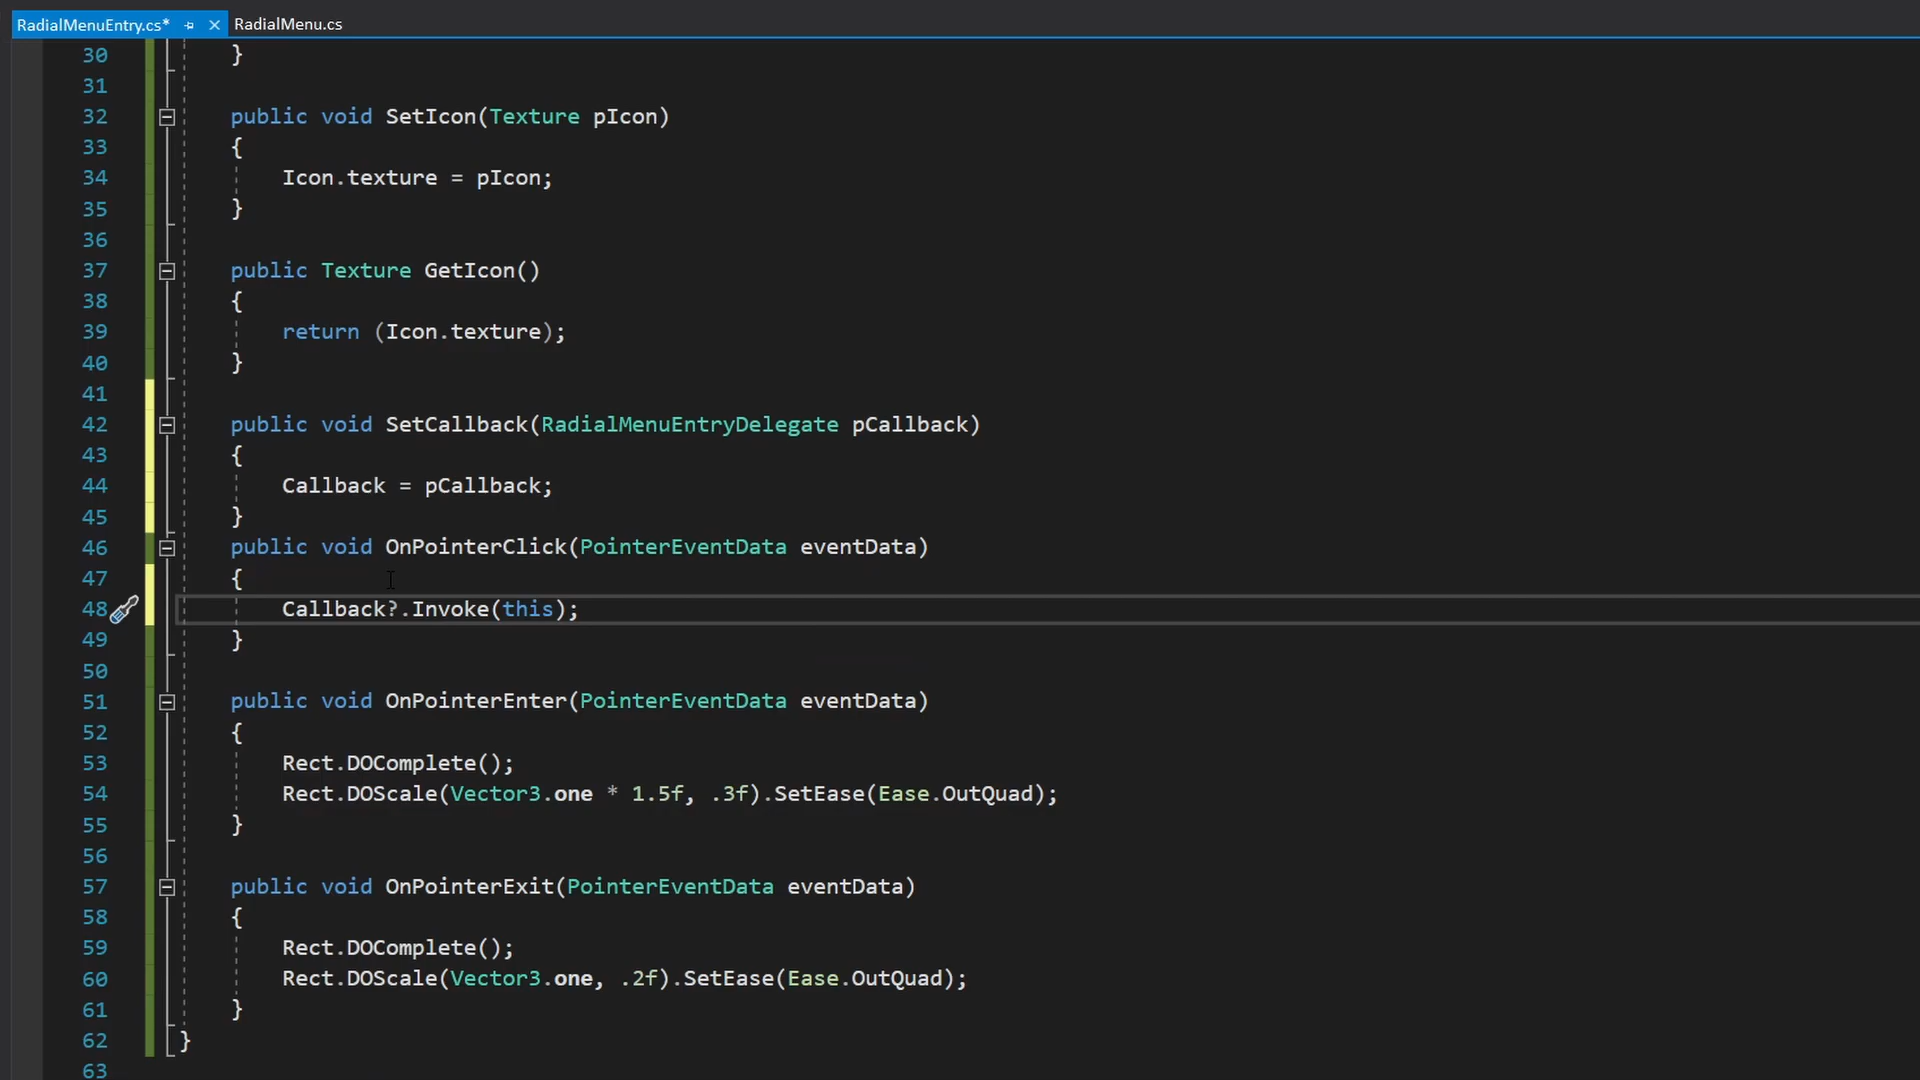 RadialMenuEntry.cs* RadialMenu.cs
30 }
31
32 public void SetIcon(Texture pIcon)
33 {
34 Icon.texture = pIcon;
35 }
36
37 public Texture GetIcon()
38 {
39 return (Icon.texture);
40 }
41
42 public void SetCallback(RadialMenuEntryDelegate pCallback)
43 {
44 Callback = pCallback;
45 }
46 public void OnPointerClick(PointerEventData eventData)
47 {
48 Callback?.Invoke(this);
49 }
50
51 public void OnPointerEnter(PointerEventData eventData)
52 {
53 Rect.DOComplete();
54 Rect.DOScale(Vector3.one * 1.5f, .3f).SetEase(Ease.OutQuad);
55 }
56
57 public void OnPointerExit(PointerEventData eventData)
58 {
59 Rect.DOComplete();
60 Rect.DOScale(Vector3.one, .2f).SetEase(Ease.OutQuad);
61 }
62 }
63